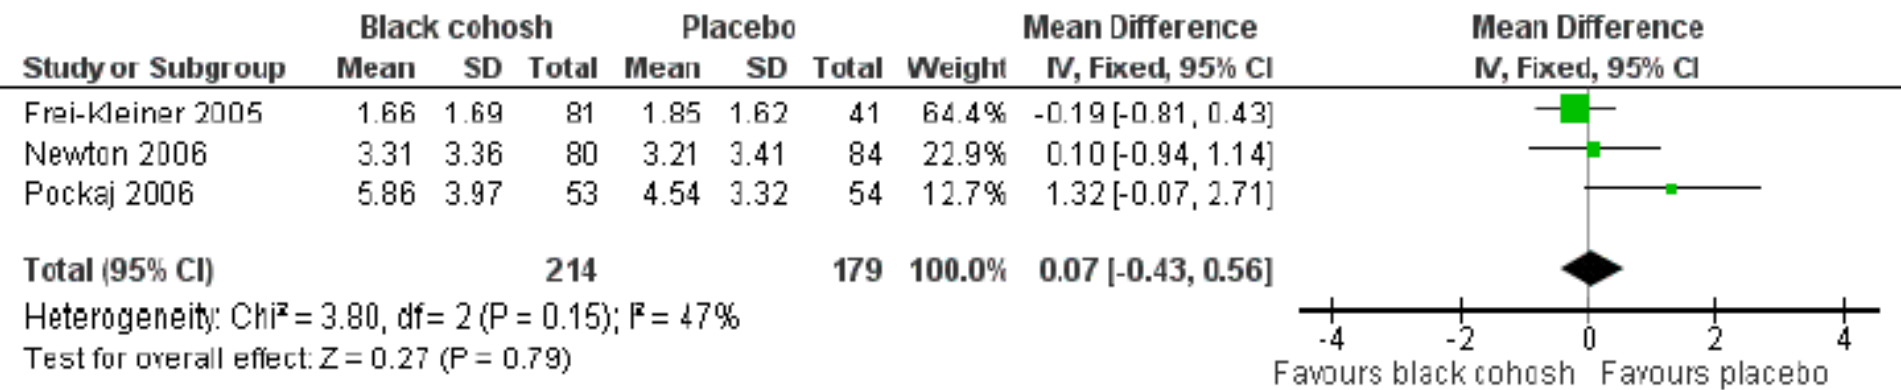 Black cohosh Placebo Mean Difference Mean Difference
Study or Subgroup Mean SD Total Mean SD Total Weight IV, Fixed, 95% CI IV, Fixed, 95% CI
Frei-Kleiner 2005 1.66 1.69 81 1.85 1.62 41 64.4% -0.19 [-0.81, 0.43]
Newton 2006 3.31 3.36 80 3.21 3.41 84 22.9% 0.10 [-0.94, 1.14]
Pockaj 2006 5.86 3.97 53 4.54 3.32 54 12.7% 1.32 [-0.07, 2.71]
Total (95% CI) 214 179 100.0% 0.07 [-0.43, 0.56]
Heterogeneity: Chi² = 3.80, df = 2 (P = 0.15); I² = 47%
Test for overall effect: Z = 0.27 (P = 0.79)
-4 -2 0 2 4
Favours black cohosh Favours placebo